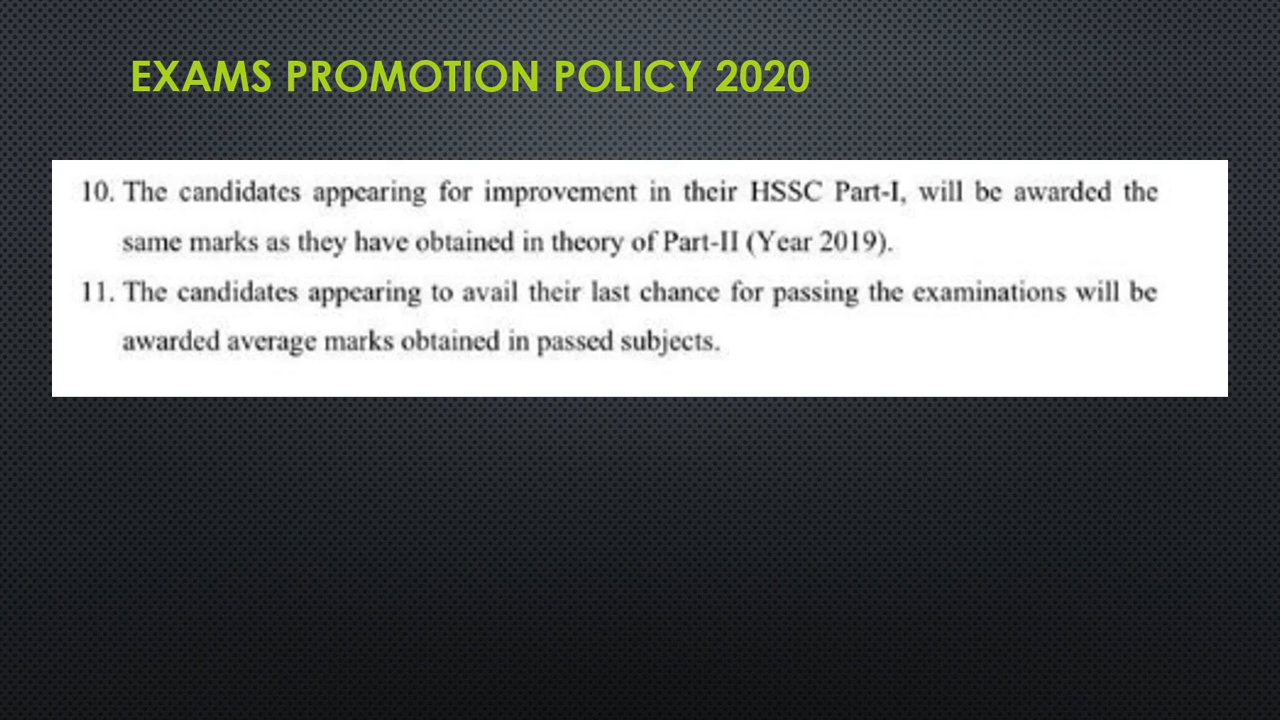 EXAMS PROMOTION POLICY 2020
10. The candidates appearing for improvement in their HSSC Part-I, will be awarded the
same marks as they have obtained in theory of Part-II (Year 2019).
11. The candidates appearing to avail their last chance for passing the examinations will be
awarded average marks obtained in passed subjects.